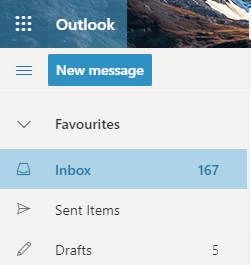 Outlook
New message
Favourites
Inbox 167
Sent Items
Drafts 5